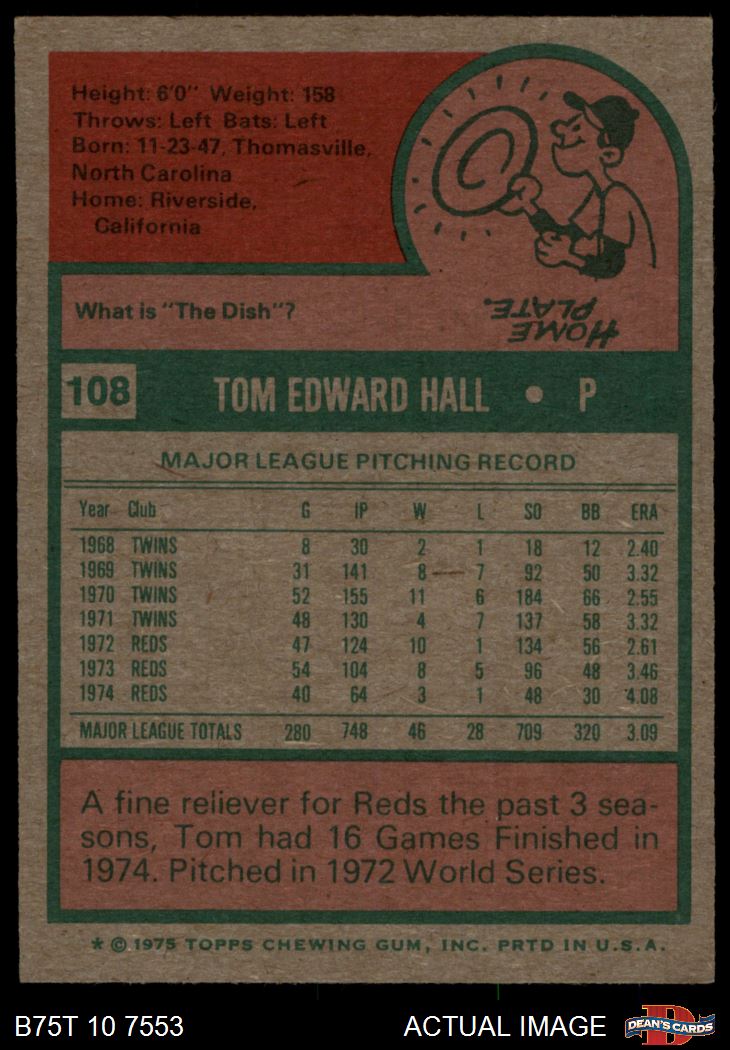 Height: 6'0" Weight: 158
Throws: Left Bats: Left
Born: 11-23-47, Thomasville,
North Carolina
Home: Riverside,
California
What is "The Dish"?
HOME
PLATE.
108 TOM EDWARD HALL • P
MAJOR LEAGUE PITCHING RECORD
Year Club G IP W L SO BB ERA
1968 TWINS 8 30 2 1 18 12 2.40
1969 TWINS 31 141 8 7 92 50 3.32
1970 TWINS 52 155 11 6 184 66 2.55
1971 TWINS 48 130 4 7 137 58 3.32
1972 REDS 47 124 10 1 134 56 2.61
1973 REDS 54 104 8 5 96 48 3.46
1974 REDS 40 64 3 1 48 30 4.08
MAJOR LEAGUE TOTALS 280 748 46 28 709 320 3.09
A fine reliever for Reds the past 3 sea-
sons, Tom had 16 Games Finished in
1974. Pitched in 1972 World Series.
* © 1975 TOPPS CHEWING GUM, INC. PRTD IN U.S.A.
B75T 10 7553 ACTUAL IMAGE
D
DEAN'S CARDS